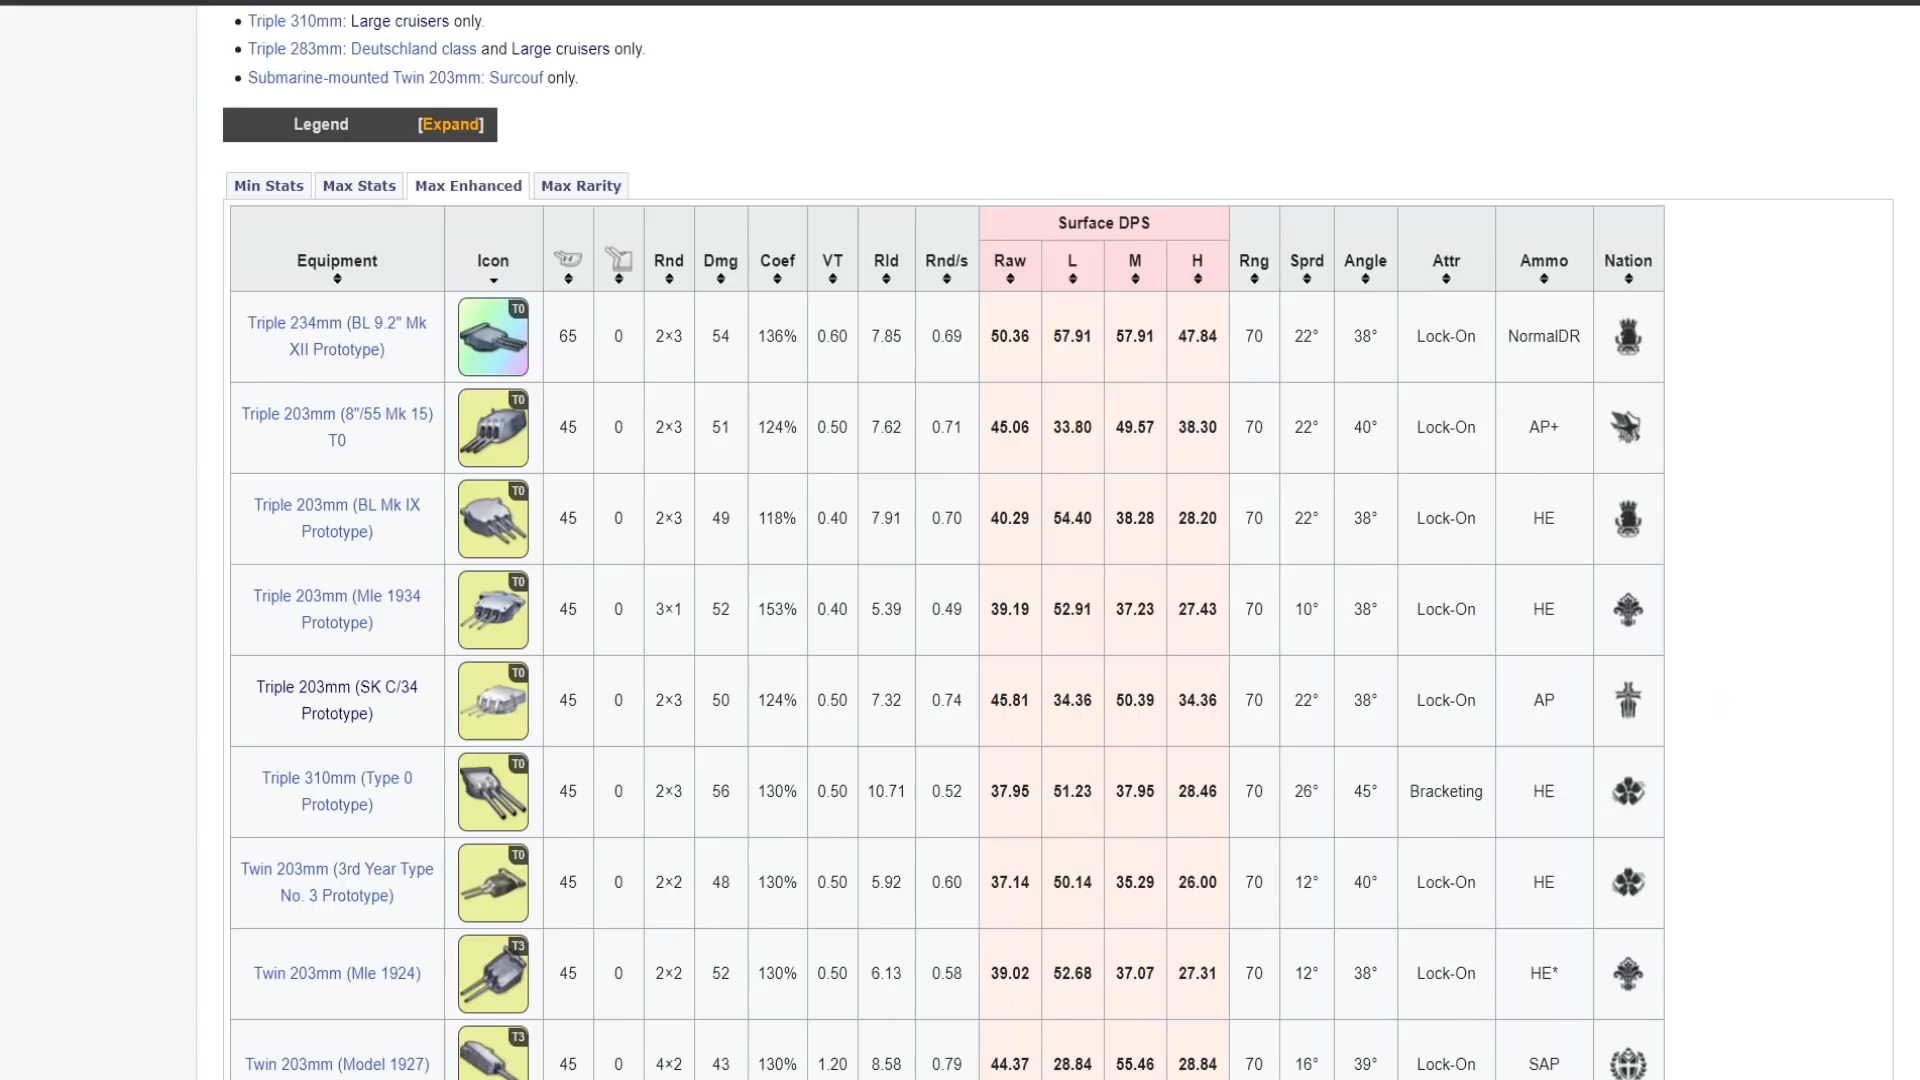 • Triple 310mm: Large cruisers only.
• Triple 283mm: Deutschland class and Large cruisers only.
• Submarine-mounted Twin 203mm: Surcouf only.
Legend [Expand]
Min Stats Max Stats Max Enhanced Max Rarity
Surface DPS
Equipment Icon Rnd Dmg Coef VT Rld Rnd/s Raw L M H Rng Sprd Angle Attr Ammo Nation
Triple 234mm (BL 9.2" Mk
XII Prototype)
T0
65 0 2×3 54 136% 0.60 7.85 0.69 50.36 57.91 57.91 47.84 70 22° 38° Lock-On NormalDR
Triple 203mm (8"/55 Mk 15)
T0
T0
45 0 2×3 51 124% 0.50 7.62 0.71 45.06 33.80 49.57 38.30 70 22° 40° Lock-On AP+
Triple 203mm (BL Mk IX
Prototype)
T0
45 0 2×3 49 118% 0.40 7.91 0.70 40.29 54.40 38.28 28.20 70 22° 38° Lock-On HE
Triple 203mm (Mle 1934
Prototype)
T0
45 0 3×1 52 153% 0.40 5.39 0.49 39.19 52.91 37.23 27.43 70 10° 38° Lock-On HE
Triple 203mm (SK C/34
Prototype)
T0
45 0 2×3 50 124% 0.50 7.32 0.74 45.81 34.36 50.39 34.36 70 22° 38° Lock-On AP
Triple 310mm (Type 0
Prototype)
T0
45 0 2×3 56 130% 0.50 10.71 0.52 37.95 51.23 37.95 28.46 70 26° 45° Bracketing HE
Twin 203mm (3rd Year Type
No. 3 Prototype)
T0
45 0 2×2 48 130% 0.50 5.92 0.60 37.14 50.14 35.29 26.00 70 12° 40° Lock-On HE
Twin 203mm (Mle 1924)
T3
45 0 2×2 52 130% 0.50 6.13 0.58 39.02 52.68 37.07 27.31 70 12° 38° Lock-On HE*
Twin 203mm (Model 1927)
T3
45 0 4×2 43 130% 1.20 8.58 0.79 44.37 28.84 55.46 28.84 70 16° 39° Lock-On SAP